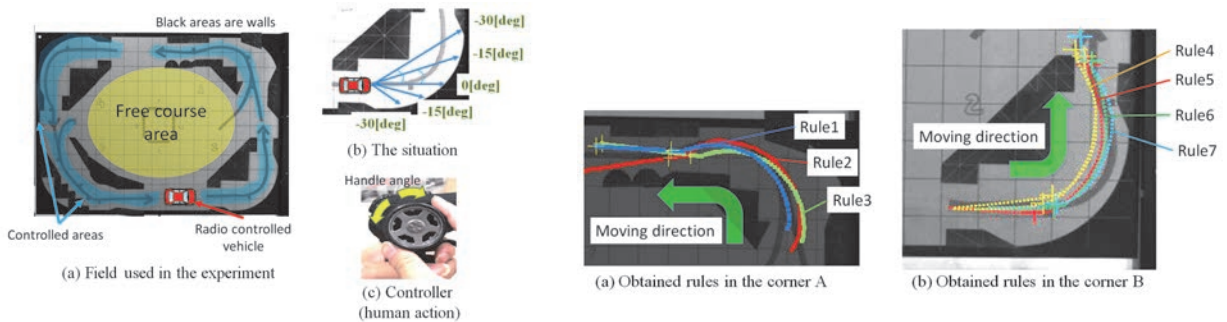 Black areas are walls
Free course
area
Controlled areas
Radio controlled
vehicle
(a) Field used in the experiment
-30[deg]
-15[deg]
0[deg]
-15[deg]
-30[deg]
(b) The situation
Handle angle
(c) Controller
(human action)
Rule1
Rule2
Rule3
Moving direction
(a) Obtained rules in the corner A
Rule4
Rule5
Rule6
Rule7
Moving direction
(b) Obtained rules in the corner B